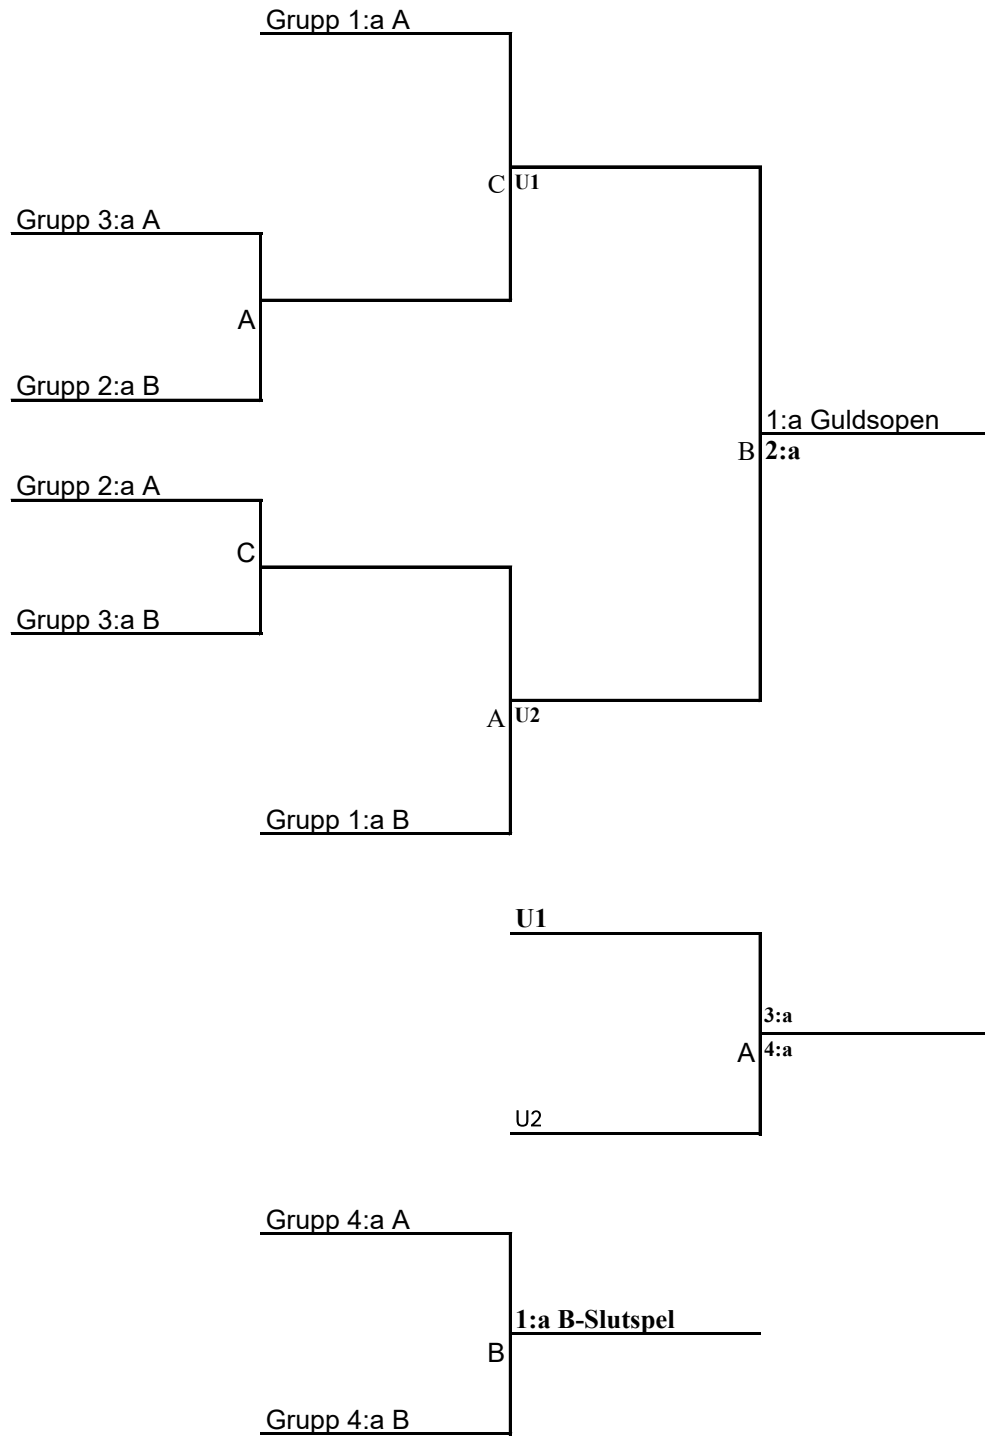 Grupp 1:a A
C U1
Grupp 3:a A
A
Grupp 2:a B
1:a Guldsopen
B 2:a
Grupp 2:a A
C
Grupp 3:a B
A U2
Grupp 1:a B
U1
3:a
A 4:a
U2
Grupp 4:a A
1:a B-Slutspel
B
Grupp 4:a B